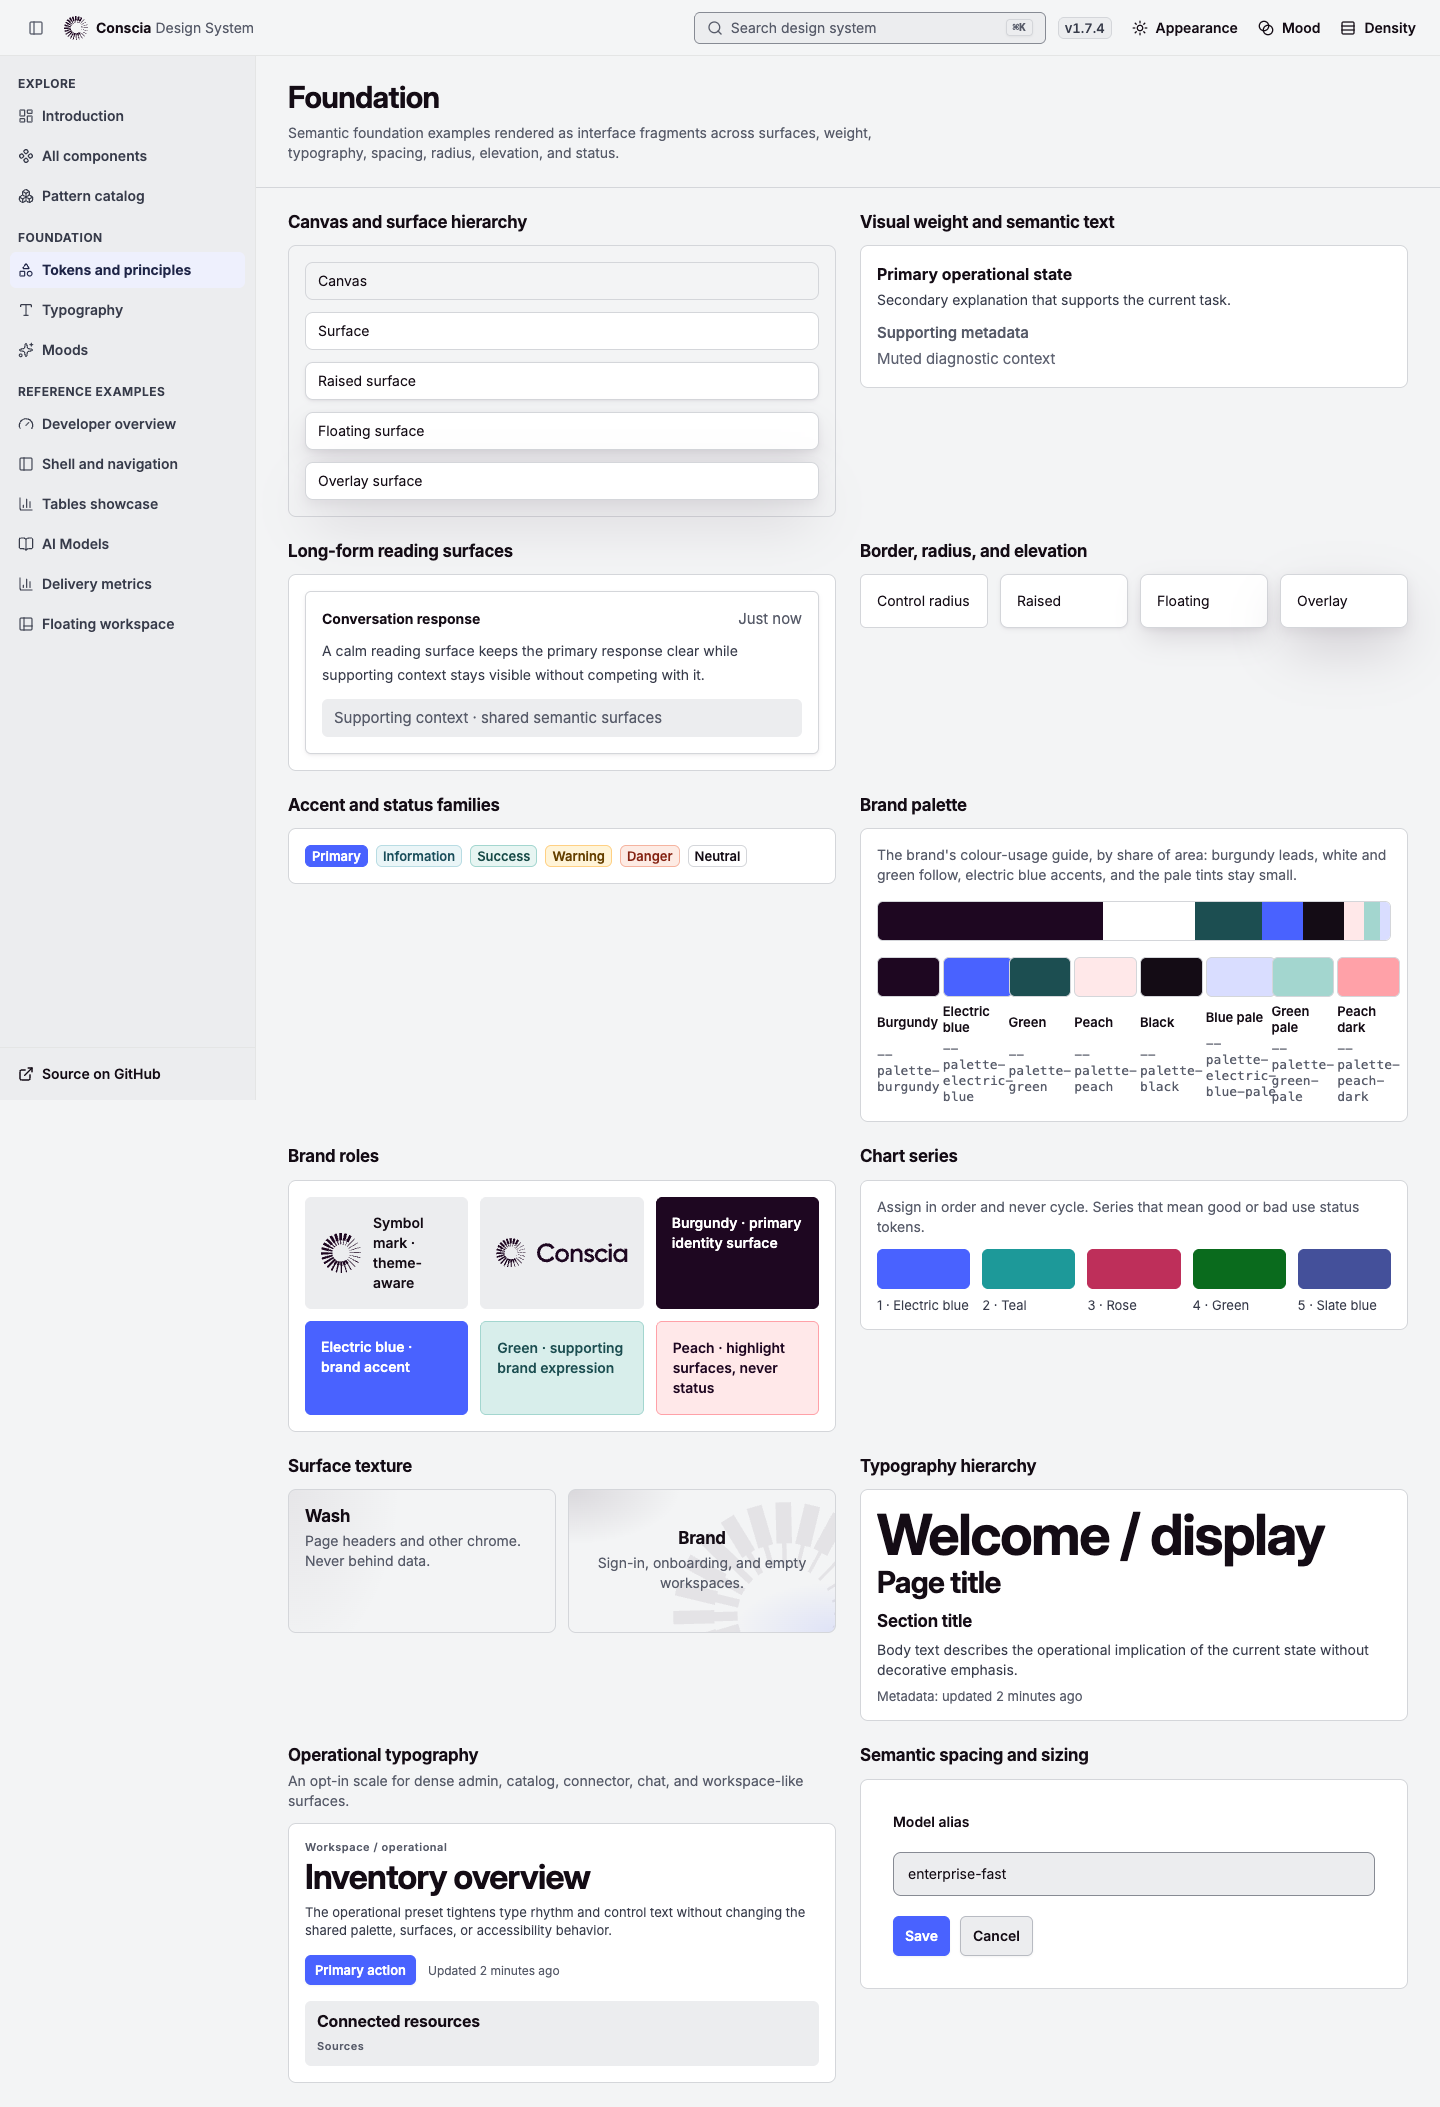 Conscia Design System
Search design system
⌘K
v1.7.4
Appearance
Mood
Density
EXPLORE
Introduction
All components
Pattern catalog
FOUNDATION
Tokens and principles
Typography
Moods
REFERENCE EXAMPLES
Developer overview
Shell and navigation
Tables showcase
AI Models
Delivery metrics
Floating workspace
Source on GitHub
Foundation
Semantic foundation examples rendered as interface fragments across surfaces, weight,
typography, spacing, radius, elevation, and status.
Canvas and surface hierarchy
Canvas
Surface
Raised surface
Floating surface
Overlay surface
Visual weight and semantic text
Primary operational state
Secondary explanation that supports the current task.
Supporting metadata
Muted diagnostic context
Long-form reading surfaces
Conversation response
Just now
A calm reading surface keeps the primary response clear while
supporting context stays visible without competing with it.
Supporting context · shared semantic surfaces
Border, radius, and elevation
Control radius
Raised
Floating
Overlay
Accent and status families
Primary
Information
Success
Warning
Danger
Neutral
Brand palette
The brand's colour-usage guide, by share of area: burgundy leads, white and
green follow, electric blue accents, and the pale tints stay small.
Burgundy
--
palette-
burgundy
Electric
blue
--
palette-
electric-
blue
Green
--
palette-
green
Peach
--
palette-
peach
Black
--
palette-
black
Blue pale
--
palette-
electric-
blue-pale
Green
pale
--
palette-
green-
pale
Peach
dark
--
palette-
peach-
dark
Brand roles
Symbol
mark ·
theme-
aware
Conscia
Burgundy · primary
identity surface
Electric blue ·
brand accent
Green · supporting
brand expression
Peach · highlight
surfaces, never
status
Chart series
Assign in order and never cycle. Series that mean good or bad use status
tokens.
1 · Electric blue
2 · Teal
3 · Rose
4 · Green
5 · Slate blue
Surface texture
Wash
Page headers and other chrome.
Never behind data.
Brand
Sign-in, onboarding, and empty
workspaces.
Typography hierarchy
Welcome / display
Page title
Section title
Body text describes the operational implication of the current state without
decorative emphasis.
Metadata: updated 2 minutes ago
Operational typography
An opt-in scale for dense admin, catalog, connector, chat, and workspace-like
surfaces.
Workspace / operational
Inventory overview
The operational preset tightens type rhythm and control text without changing the
shared palette, surfaces, or accessibility behavior.
Primary action
Updated 2 minutes ago
Connected resources
Sources
Semantic spacing and sizing
Model alias
enterprise-fast
Save
Cancel